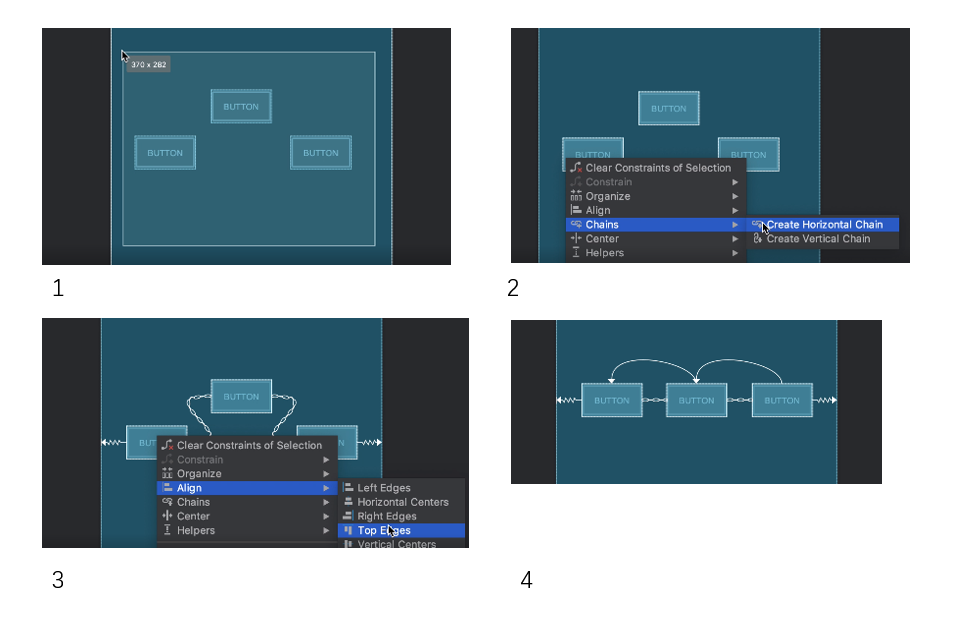 370 x 282
BUTTON
BUTTON
BUTTON
1
BUTTON
BUTTON
BUTTON
Clear Constraints of Selection
Constrain
Organize
Align
Chains
Create Horizontal Chain
Center
Create Vertical Chain
Helpers
2
BUTTON
BUT
ON
Clear Constraints of Selection
Constrain
Organize
Align
Left Edges
Chains
Horizontal Centers
Center
Right Edges
Helpers
Top Edges
Vertical Centers
3
BUTTON
BUTTON
BUTTON
4